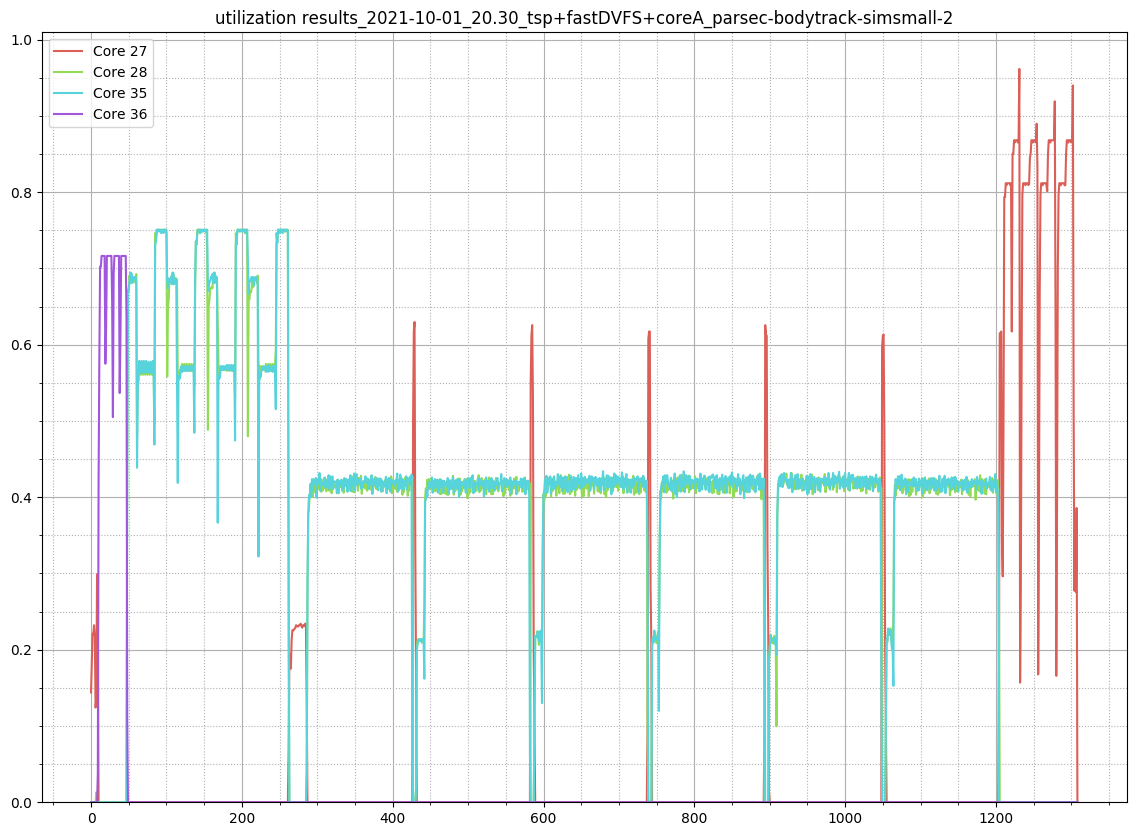 utilization results_2021-10-01_20.30_tsp+fastDVFS+coreA_parsec-bodytrack-simsmall-2
1.0
Core 27
Core 28
Core 35
Core 36
0.8
0.6
0.4
0.2
0.0
0 200 400 600 800 1000 1200